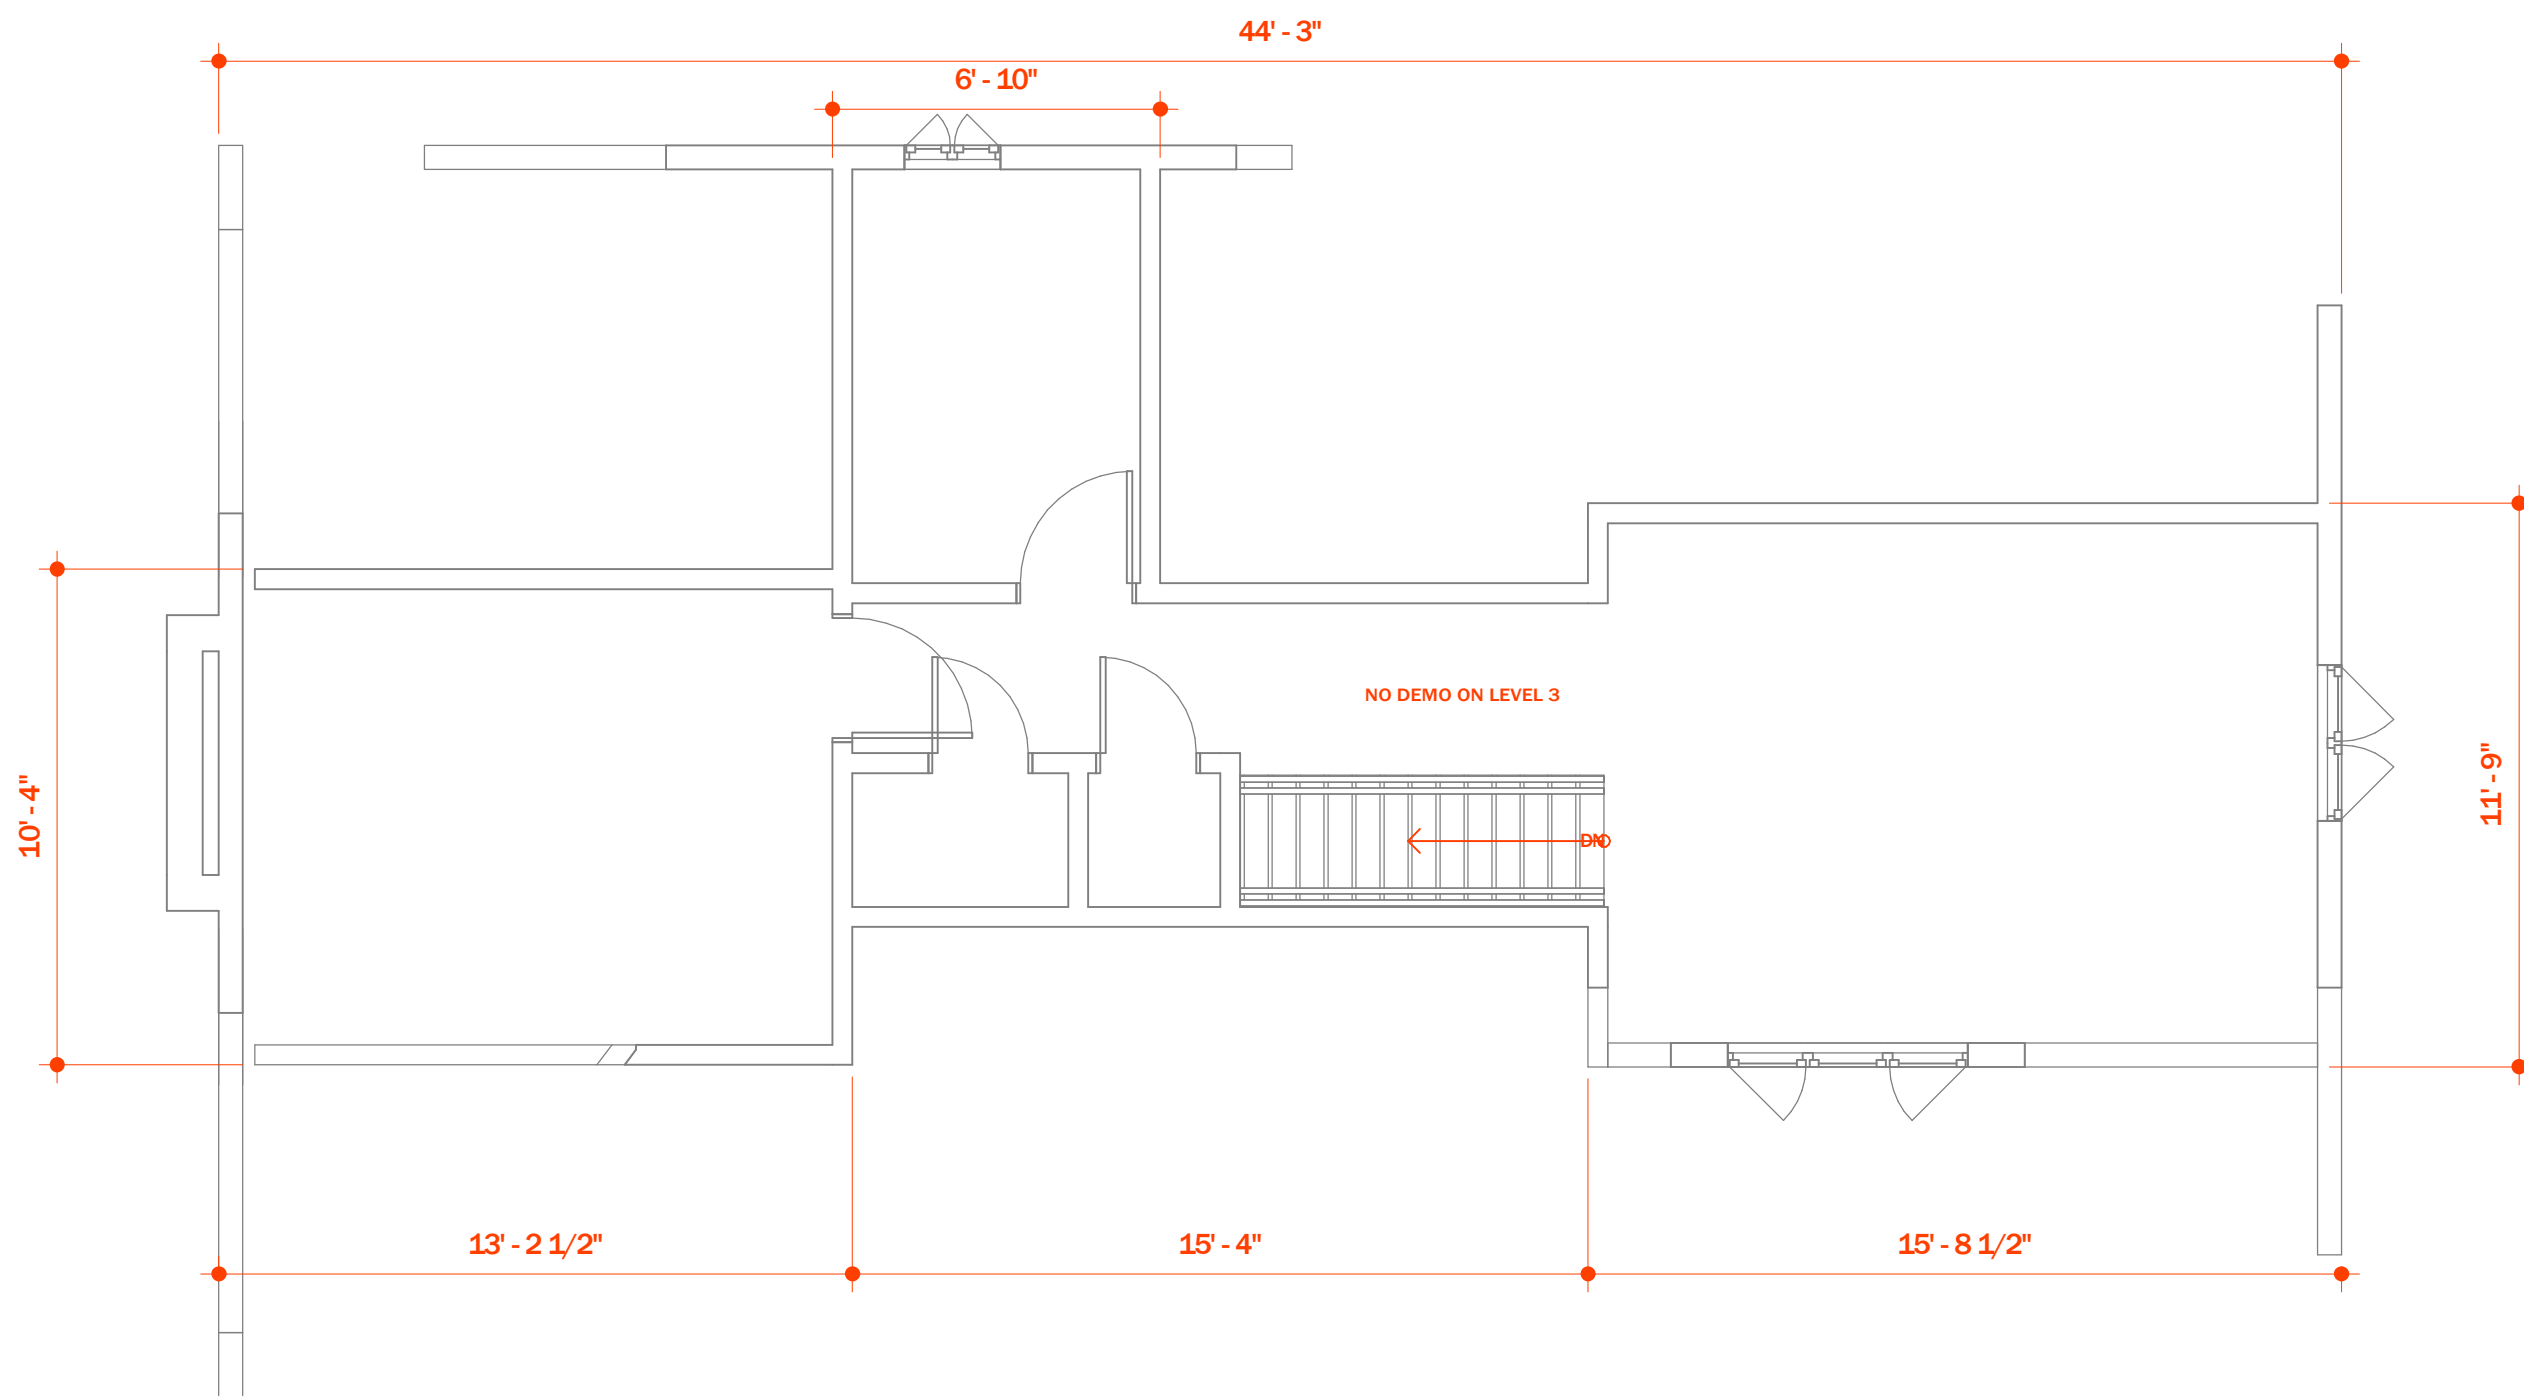 44' - 3"
6' - 10"
NO DEMO ON LEVEL 3
10' - 4"
11' - 9"
DN
13' - 2 1/2"
15' - 4"
15' - 8 1/2"